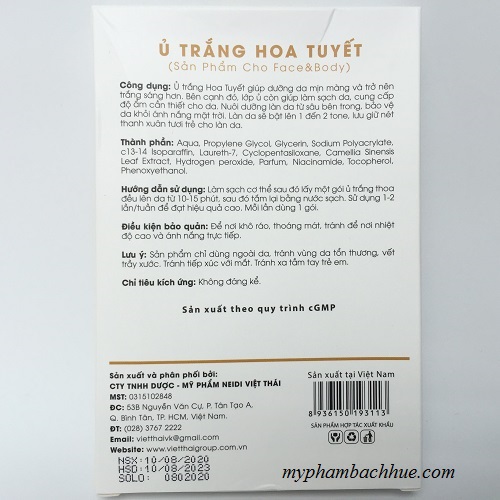 Ủ TRẮNG HOA TUYẾT
(Sản Phẩm Cho Face&Body)
Công dụng: Ủ trắng Hoa Tuyết giúp dưỡng da mịn màng và trở nên
trắng sáng hơn. Bên cạnh đó, lớp ủ còn giúp làm sạch da, cung cấp
độ ẩm cần thiết cho da. Nuôi dưỡng làn da từ sâu bên trong, bảo vệ
da khỏi ánh nắng mặt trời. Làn da sẽ bật lên 1 đến 2 tone, lưu giữ nét
thanh xuân tươi trẻ cho làn da.
Thành phần: Aqua, Propylene Glycol, Glycerin, Sodium Polyacrylate,
c13-14 Isoparaffin, Laureth-7, Cyclopentasiloxane, Camellia Sinensis
Leaf Extract, Hydrogen peroxide, Parfum, Niacinamide, Tocopherol,
Phenoxyethanol.
Hướng dẫn sử dụng: Làm sạch cơ thể sau đó lấy một gói ủ trắng thoa
đều lên da từ 10-15 phút, sau đó tắm lại bằng nước sạch. Sử dụng 1-2
lần/tuần để đạt hiệu quả cao. Mỗi lần dùng 1 gói.
Điều kiện bảo quản: Để nơi khô ráo, thoáng mát, tránh để nơi nhiệt
độ cao và ánh nắng trực tiếp.
Lưu ý: Sản phẩm chỉ dùng ngoài da, tránh vùng da tổn thương, vết
trầy xước. Tránh tiếp xúc với mắt. Tránh xa tầm tay trẻ em.
Chỉ tiêu kích ứng: Không đáng kể.
Sản xuất theo quy trình cGMP
Sản xuất và phân phối bởi:
CTY TNHH DƯỢC - MỸ PHẨM NEIDI VIỆT THÁI
MST: 0315102848
ĐC: 53B Nguyễn Văn Cự, P. Tân Tạo A,
Q. Bình Tân, TP. HCM, Việt Nam.
ĐT: (028) 3767 2222
Email: vietthaivk@gmail.com
Website: www.vietthaigroup.com.vn
NSX: 10/08/2020
HSD: 10/08/2023
SOLO: 082020
Sản xuất tại Việt Nam
8 936150 193113
SẢN PHẨM HỢP TÁC XUẤT KHẨU
myphambachhue.com